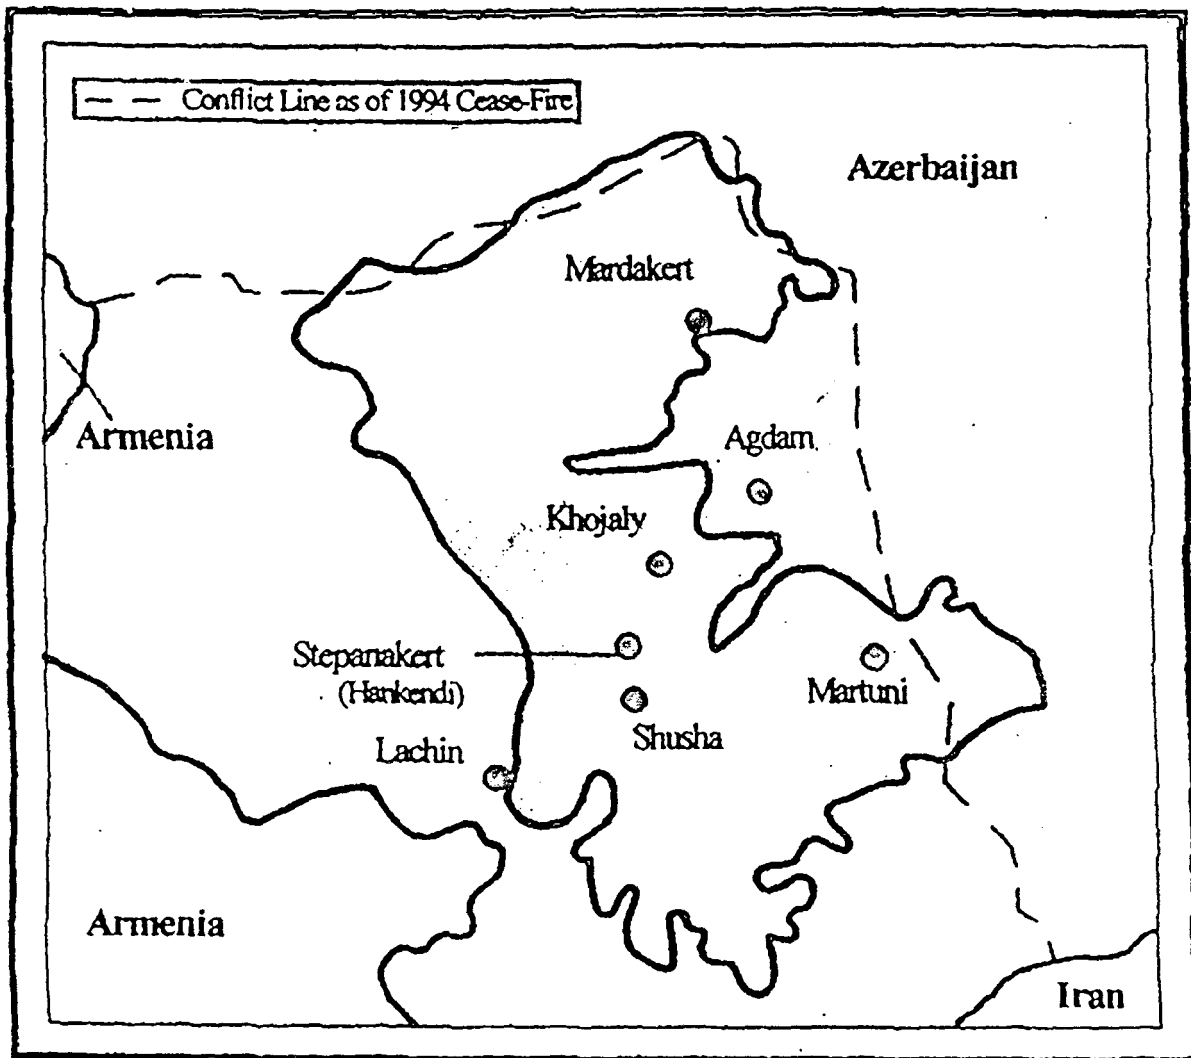 Conflict Line as of 1994 Cease-Fire
Azerbaijan
Mardakert
Armenia
Agdam
Khojaly
Stepanakert
(Hankendi)
Martuni
Shusha
Lachin
Armenia
Iran